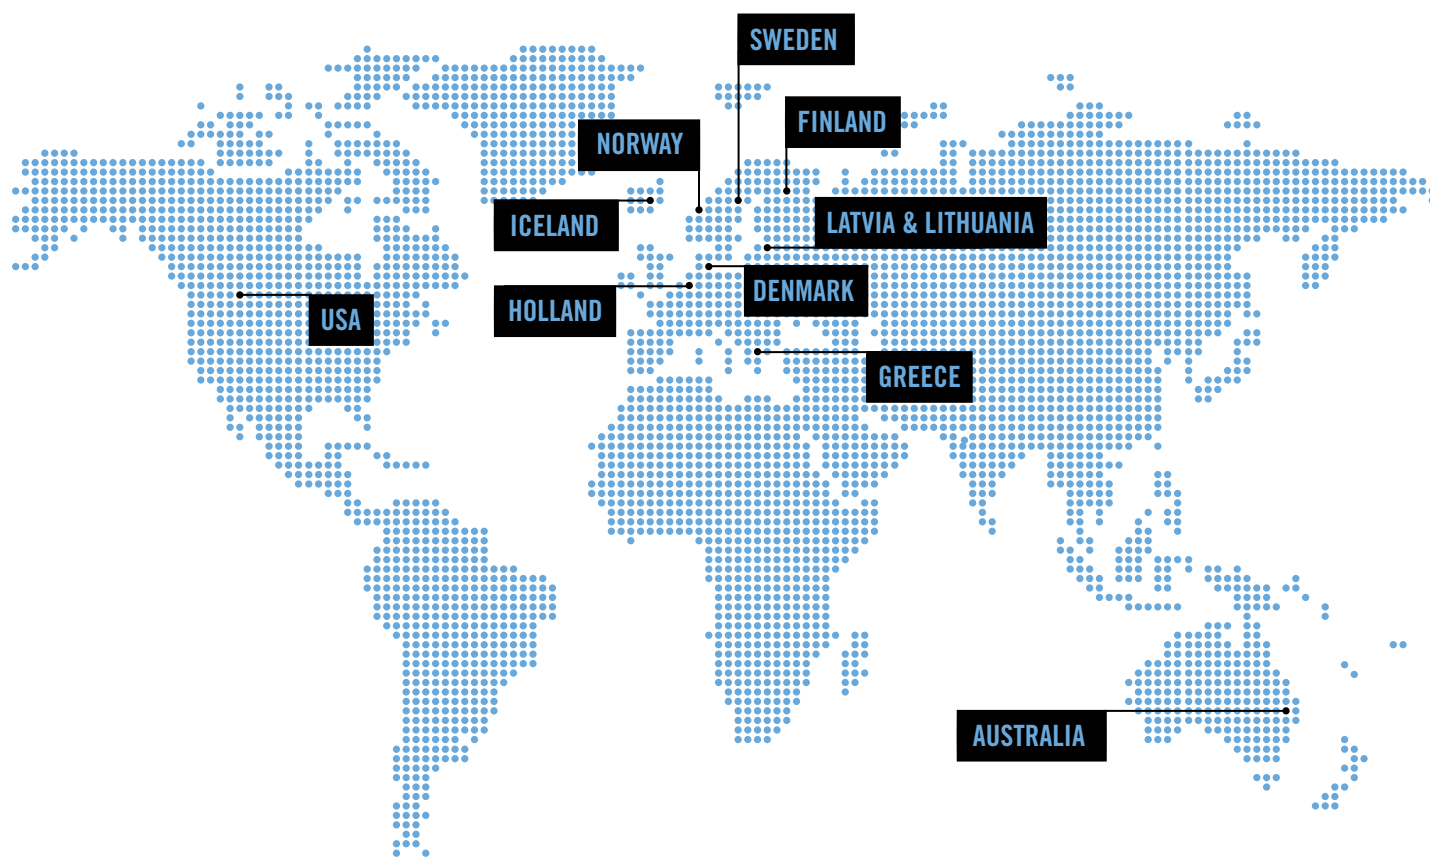 SWEDEN
FINLAND
NORWAY
ICELAND
LATVIA & LITHUANIA
DENMARK
HOLLAND
USA
GREECE
AUSTRALIA